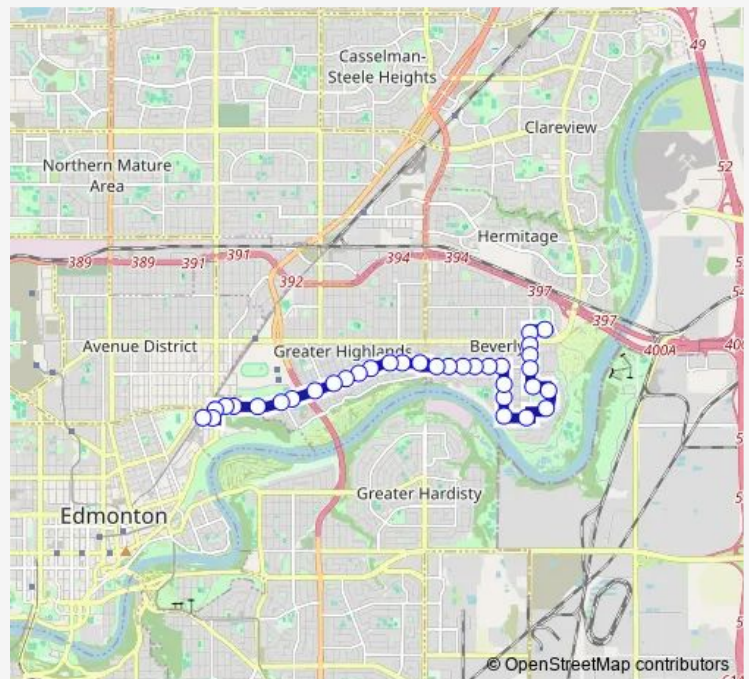 49
Casselman-
Steele Heights
Clareview
Northern Mature
Area
52
Hermitage
389
389
391
391
392
394
394
397
397
400A
Avenue District
Greater Highlands
Beverly
Greater Hardisty
Edmonton
© OpenStreetMap contributors